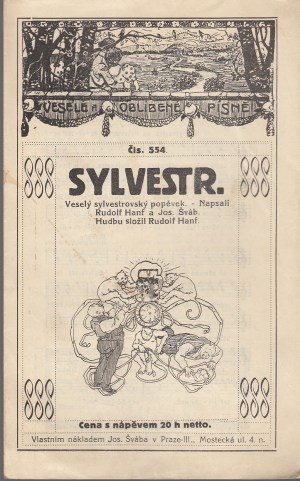 VESELÉ A OBLÍBENÉ PÍSNĚ
Čís. 554.
SYLVESTR.
Veselý sylvestrovský popěvek. - Napsali
Rudolf Hanf a Jos. Šváb.
Hudbu složil Rudolf Hanf.
Cena s nápěvem 20 h netto.
Vlastním nákladem Jos. Švába v Praze-III., Mostecká ul. 4. n.